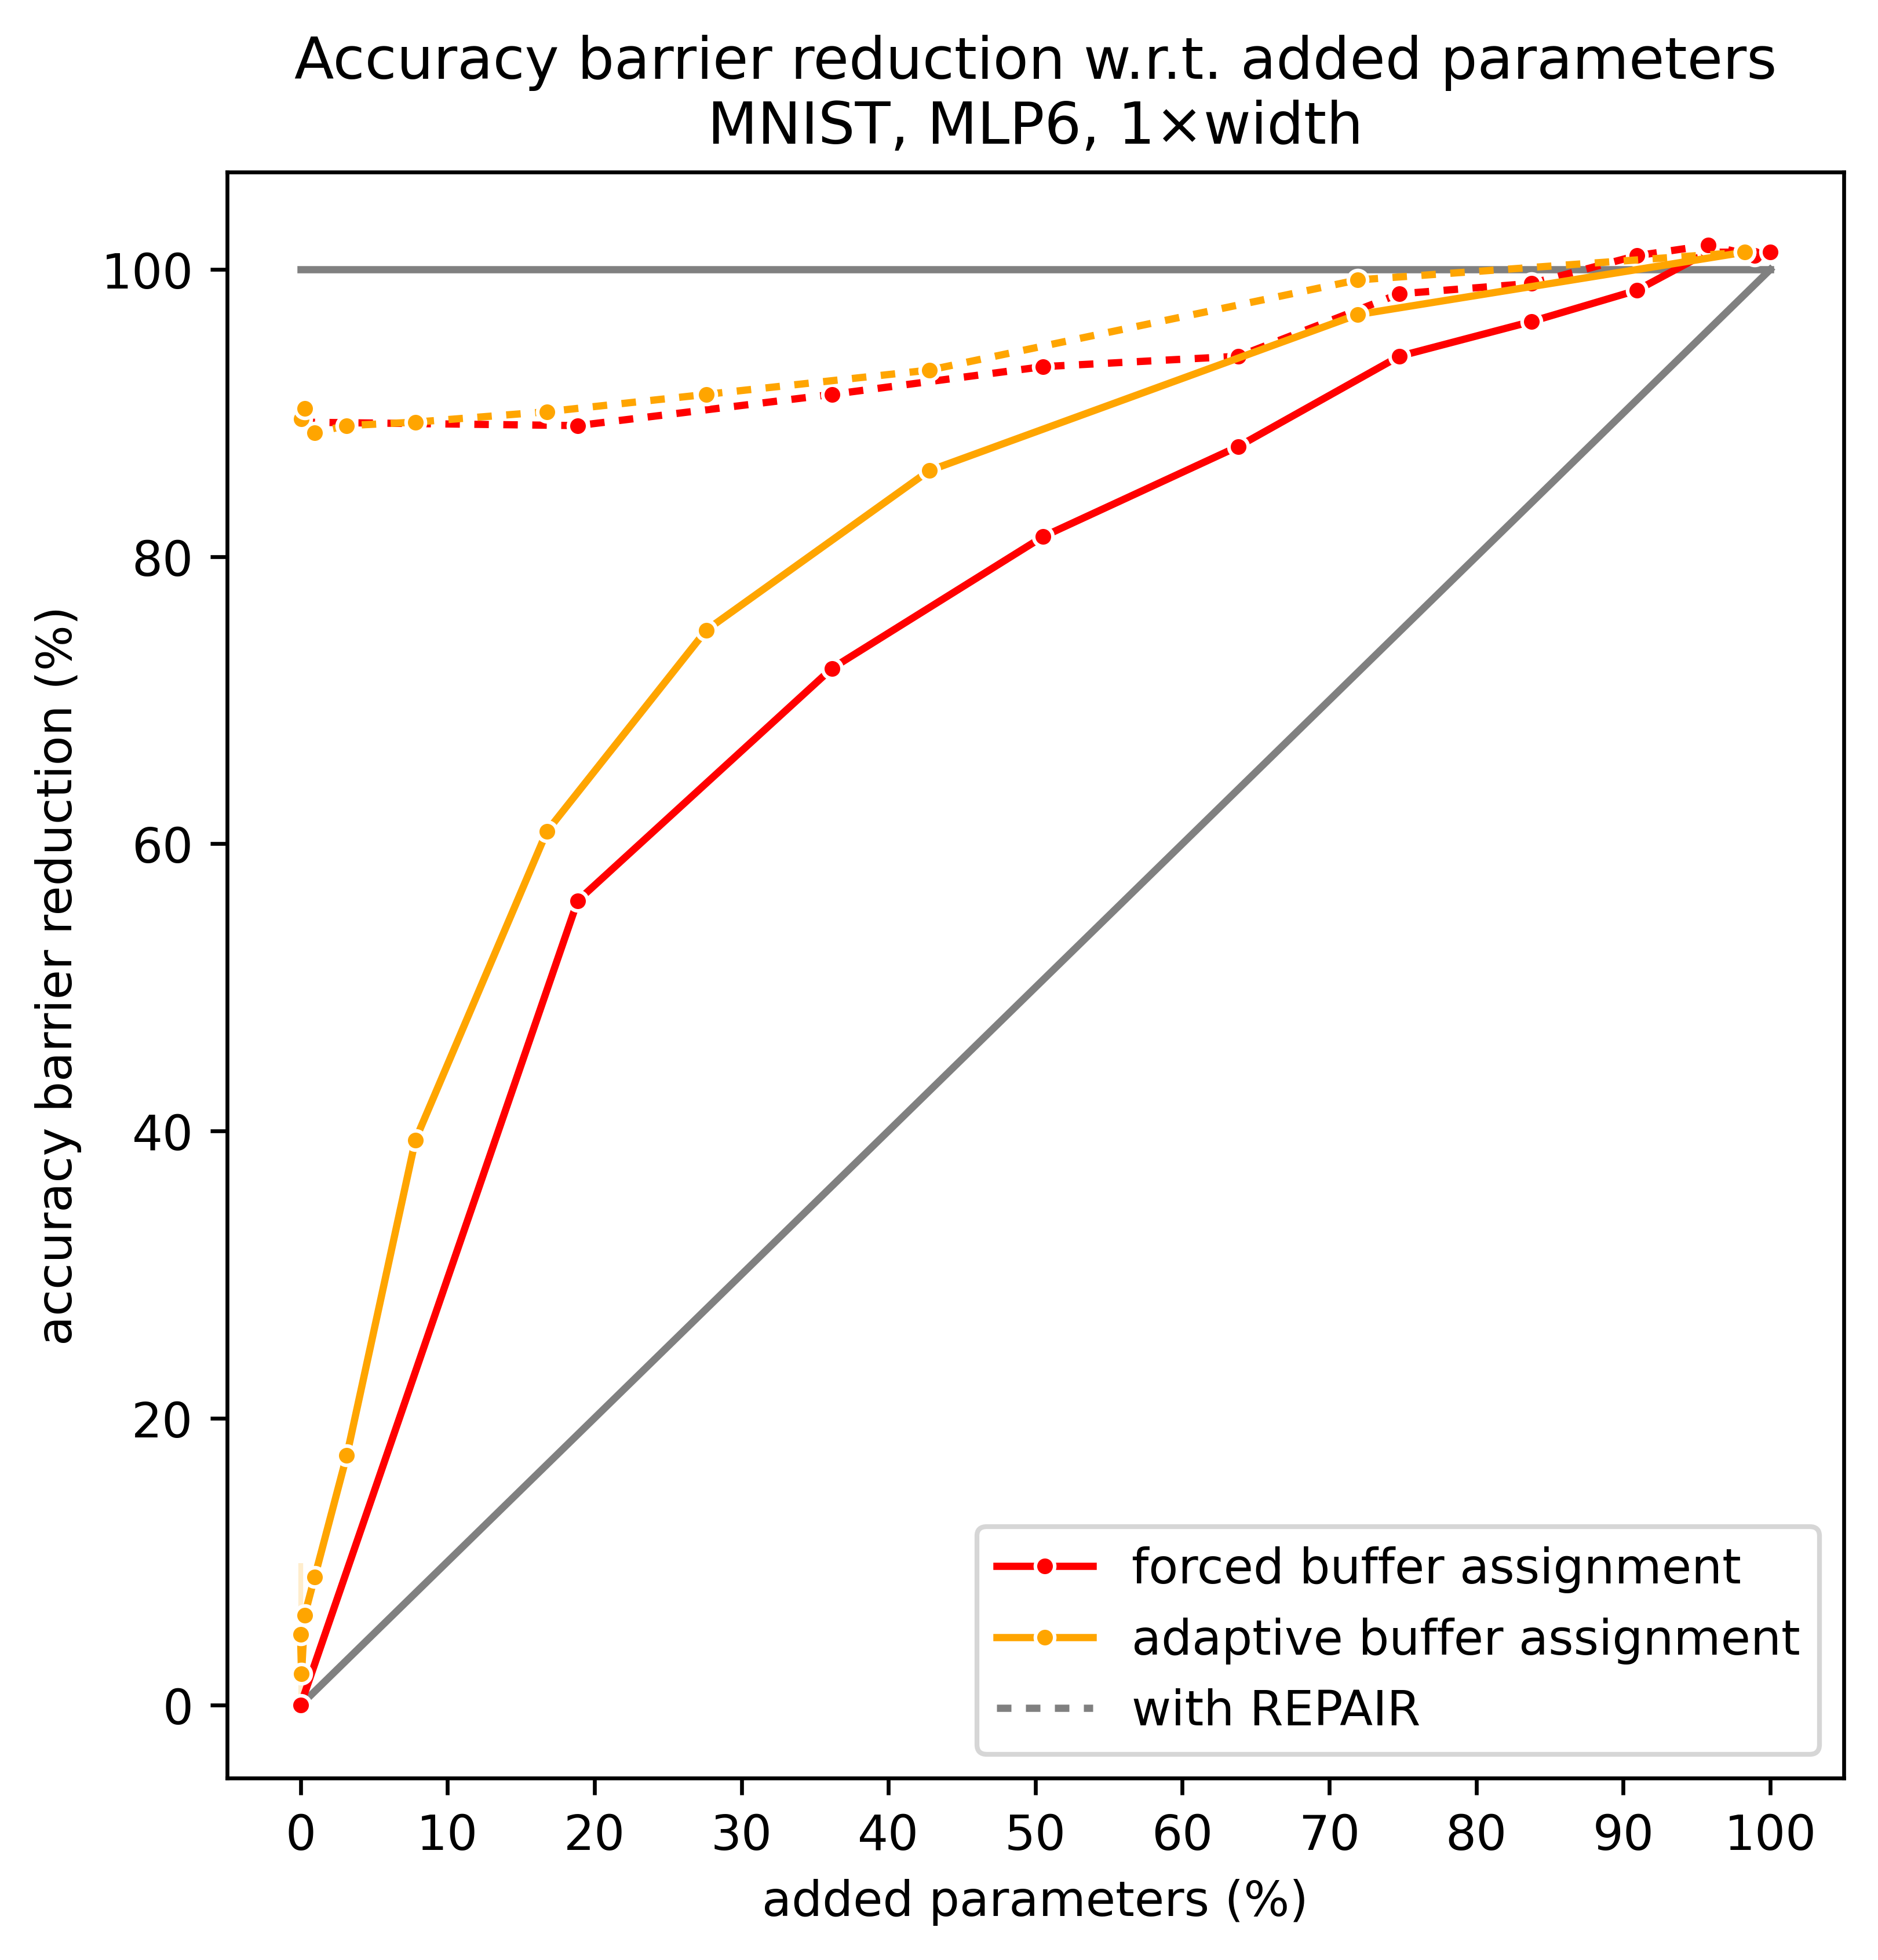 Accuracy barrier reduction w.r.t. added parameters
MNIST, MLP6, 1×width
accuracy barrier reduction (%)
100
80
60
40
20
0
forced buffer assignment
adaptive buffer assignment
with REPAIR
0 10 20 30 40 50 60 70 80 90 100
added parameters (%)